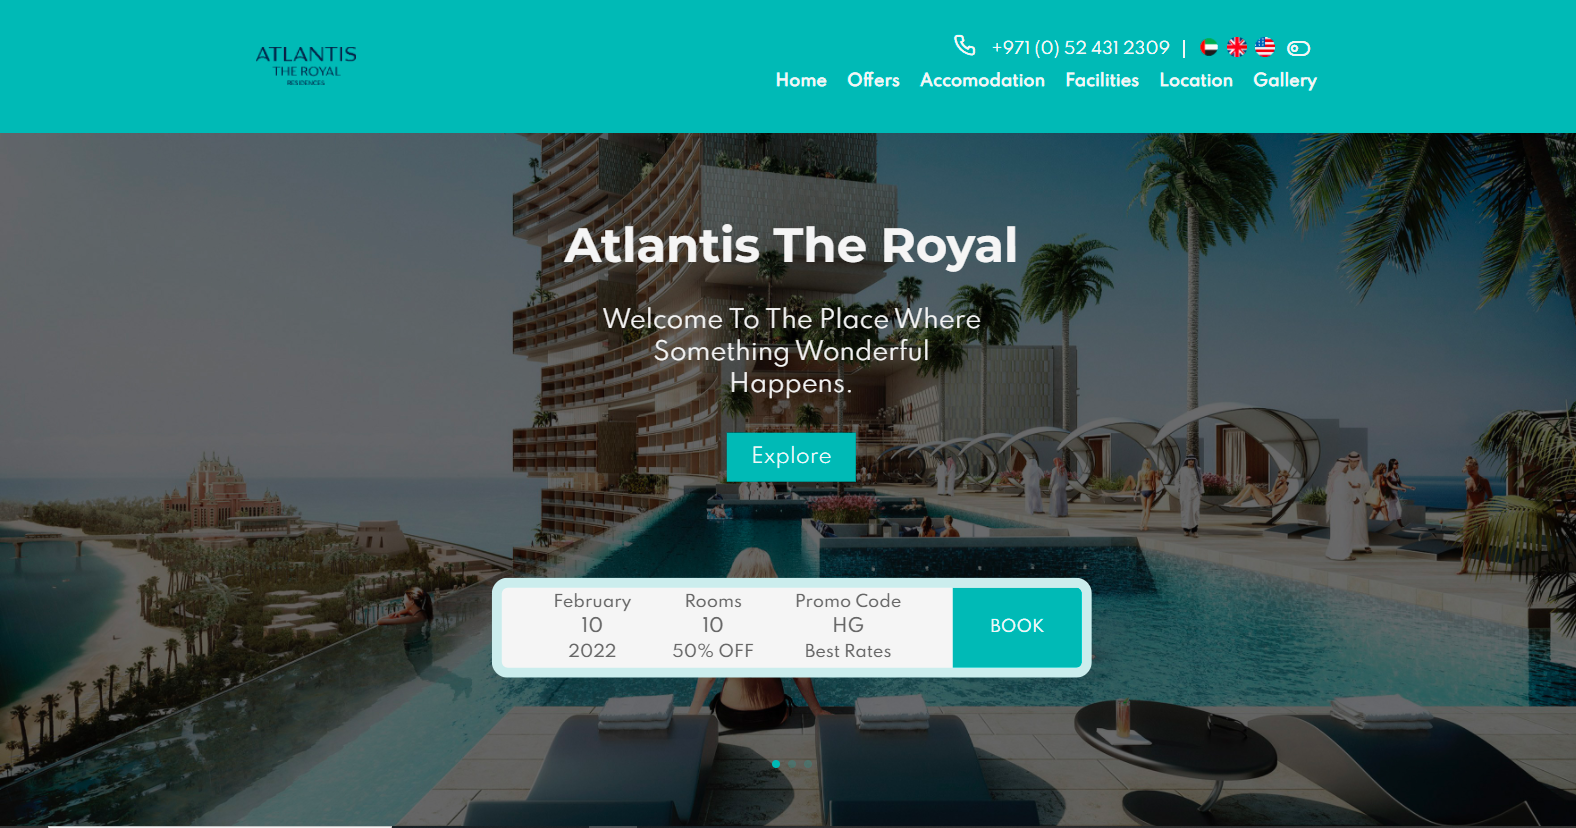 ATLANTIS
THE ROYAL
RESIDENCES
+971 (0) 52 431 2309 |
Home Offers Accomodation Facilities Location Gallery
Atlantis The Royal
Welcome To The Place Where
Something Wonderful
Happens.
Explore
February Rooms Promo Code
10 10 HG
2022 50% OFF Best Rates
BOOK